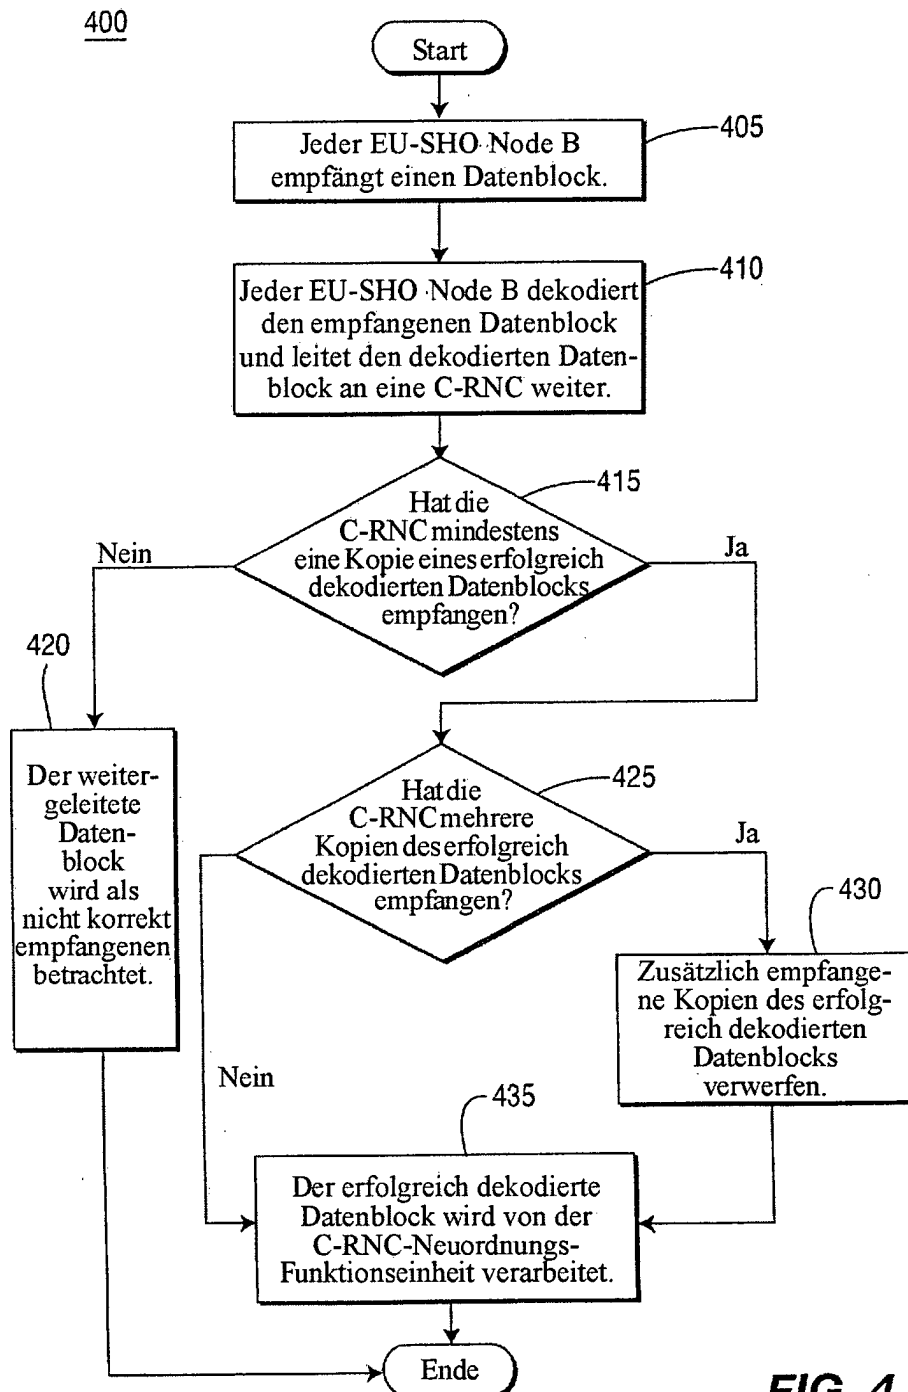 400
Start
Jeder EU-SHO Node B
empfängt einen Datenblock.
405
Jeder EU-SHO Node B dekodiert
den empfangenen Datenblock
und leitet den dekodierten Daten-
block an eine C-RNC weiter.
410
Hat die
C-RNC mindestens
eine Kopie eines erfolgreich
dekodierten Datenblocks
empfangen?
415
Nein
Ja
420
Der weiter-
geleitete
Daten-
block
wird als
nicht korrekt
empfangenen
betrachtet.
Hat die
C-RNC mehrere
Kopien des erfolgreich
dekodierten Datenblocks
empfangen?
425
Ja
430
Zusätzlich empfange-
ne Kopien des erfolg-
reich dekodierten
Datenblocks
verwerfen.
Nein
435
Der erfolgreich dekodierte
Datenblock wird von der
C-RNC-Neuordnungs-
Funktionseinheit verarbeitet.
Ende
FIG. 4